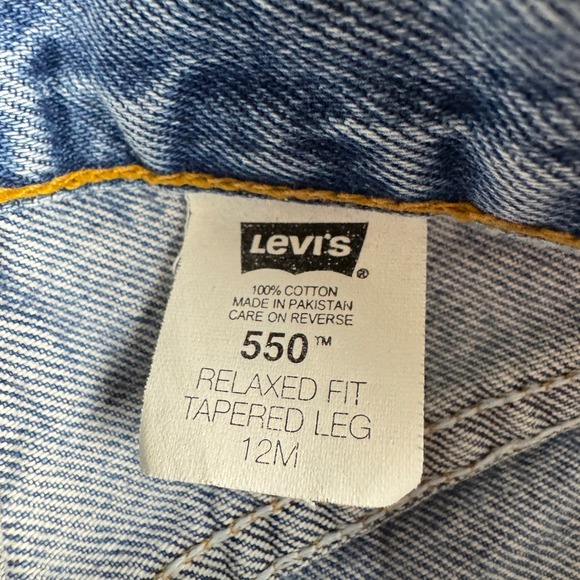 LEVI'S
®
100% COTTON
MADE IN PAKISTAN
CARE ON REVERSE
550™
RELAXED FIT
TAPERED LEG
12M